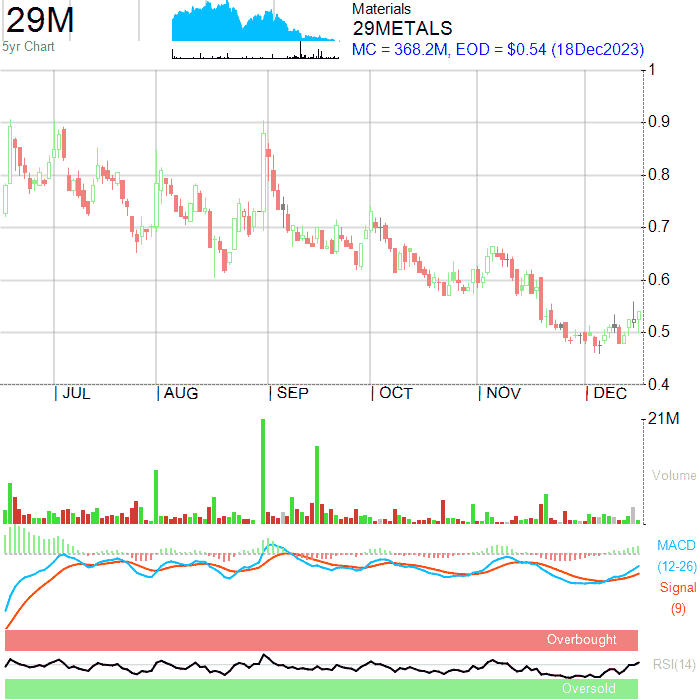 29M
5yr Chart
Materials
29METALS
MC = 368.2M, EOD = $0.54 (18Dec2023)
1
0.9
0.8
0.7
0.6
0.5
0.4
JUL AUG SEP OCT NOV DEC
21M
Volume
MACD
(12-26)
Signal
(9)
Overbought
RSI(14)
Oversold